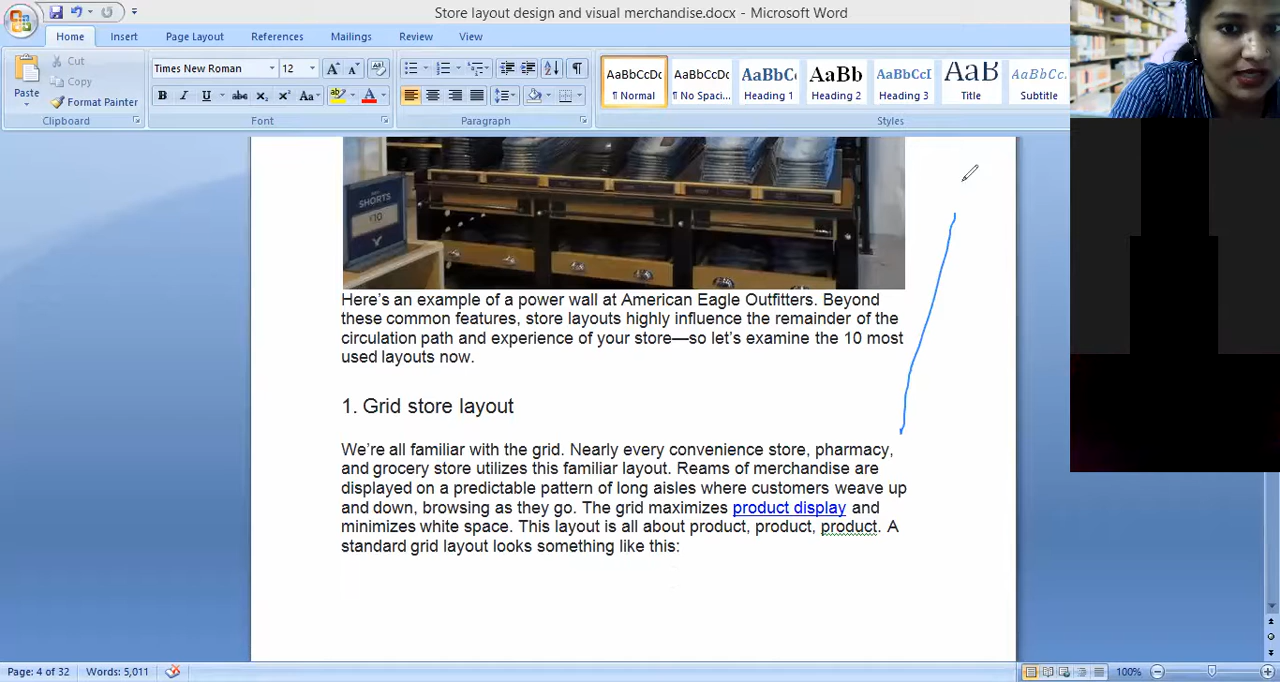 Store layout design and visual merchandise.docx - Microsoft Word
Home Insert Page Layout References Mailings Review View
Paste
Cut
Copy
Format Painter
Clipboard
Times New Roman 12
B I U abc X₂ X² Aa
Font
Paragraph
AaBbCcDc AaBbCcDc AaBbC AaBb AaBbCcI AaB AaBbCcL
¶ Normal ¶ No Spaci... Heading 1 Heading 2 Heading 3 Title Subtitle
Styles
SHORTS
$10
Here’s an example of a power wall at American Eagle Outfitters. Beyond
these common features, store layouts highly influence the remainder of the
circulation path and experience of your store—so let’s examine the 10 most
used layouts now.
1. Grid store layout
We’re all familiar with the grid. Nearly every convenience store, pharmacy,
and grocery store utilizes this familiar layout. Reams of merchandise are
displayed on a predictable pattern of long aisles where customers weave up
and down, browsing as they go. The grid maximizes product display and
minimizes white space. This layout is all about product, product, product. A
standard grid layout looks something like this:
Page: 4 of 32 Words: 5,011 100%